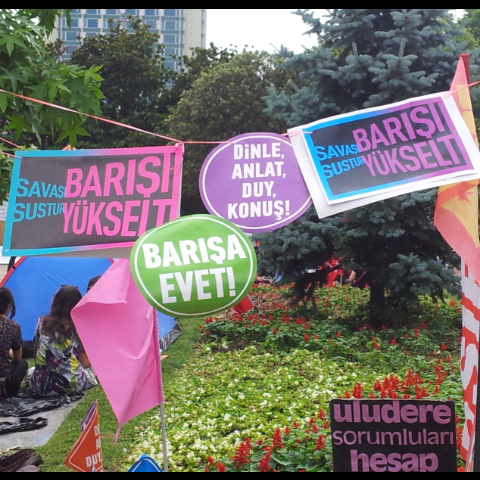 SAVAŞI BARIŞI
SUSTUR YÜKSELT
DİNLE,
ANLAT,
DUY,
KONUŞ!
SAVAŞI BARIŞI
SUSTUR YÜKSELT
BARIŞA
EVET!
uludere
sorumluları
hesap